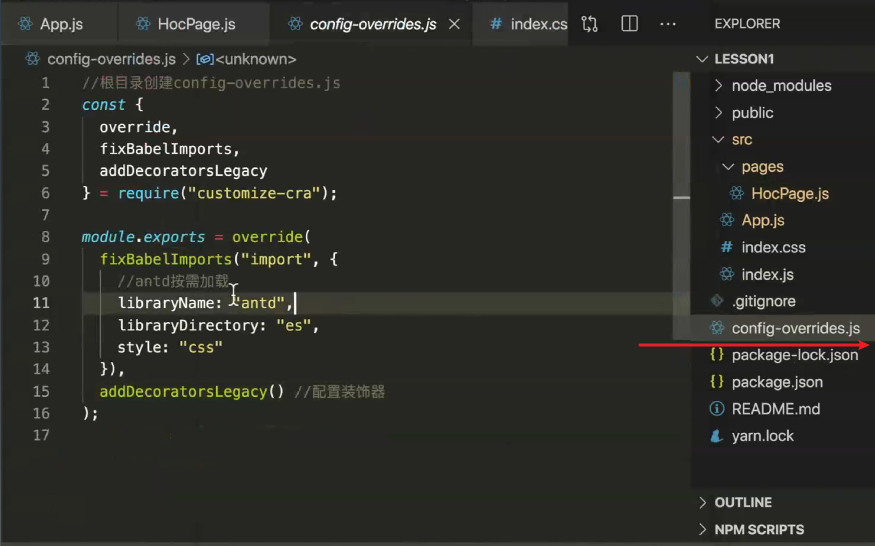 App.js
HocPage.js
config-overrides.js
index.cs
config-overrides.js > <unknown>
1 //根目录创建config-overrides.js
2 const {
3 override,
4 fixBabelImports,
5 addDecoratorsLegacy
6 } = require("customize-cra");
7
8 module.exports = override(
9 fixBabelImports("import", {
10 //antd按需加载
11 libraryName: "antd",
12 libraryDirectory: "es",
13 style: "css"
14 }),
15 addDecoratorsLegacy() //配置装饰器
16 );
17
EXPLORER
LESSON1
node_modules
public
src
pages
HocPage.js
App.js
# index.css
index.js
.gitignore
config-overrides.js
{} package-lock.json
{} package.json
README.md
yarn.lock
OUTLINE
NPM SCRIPTS